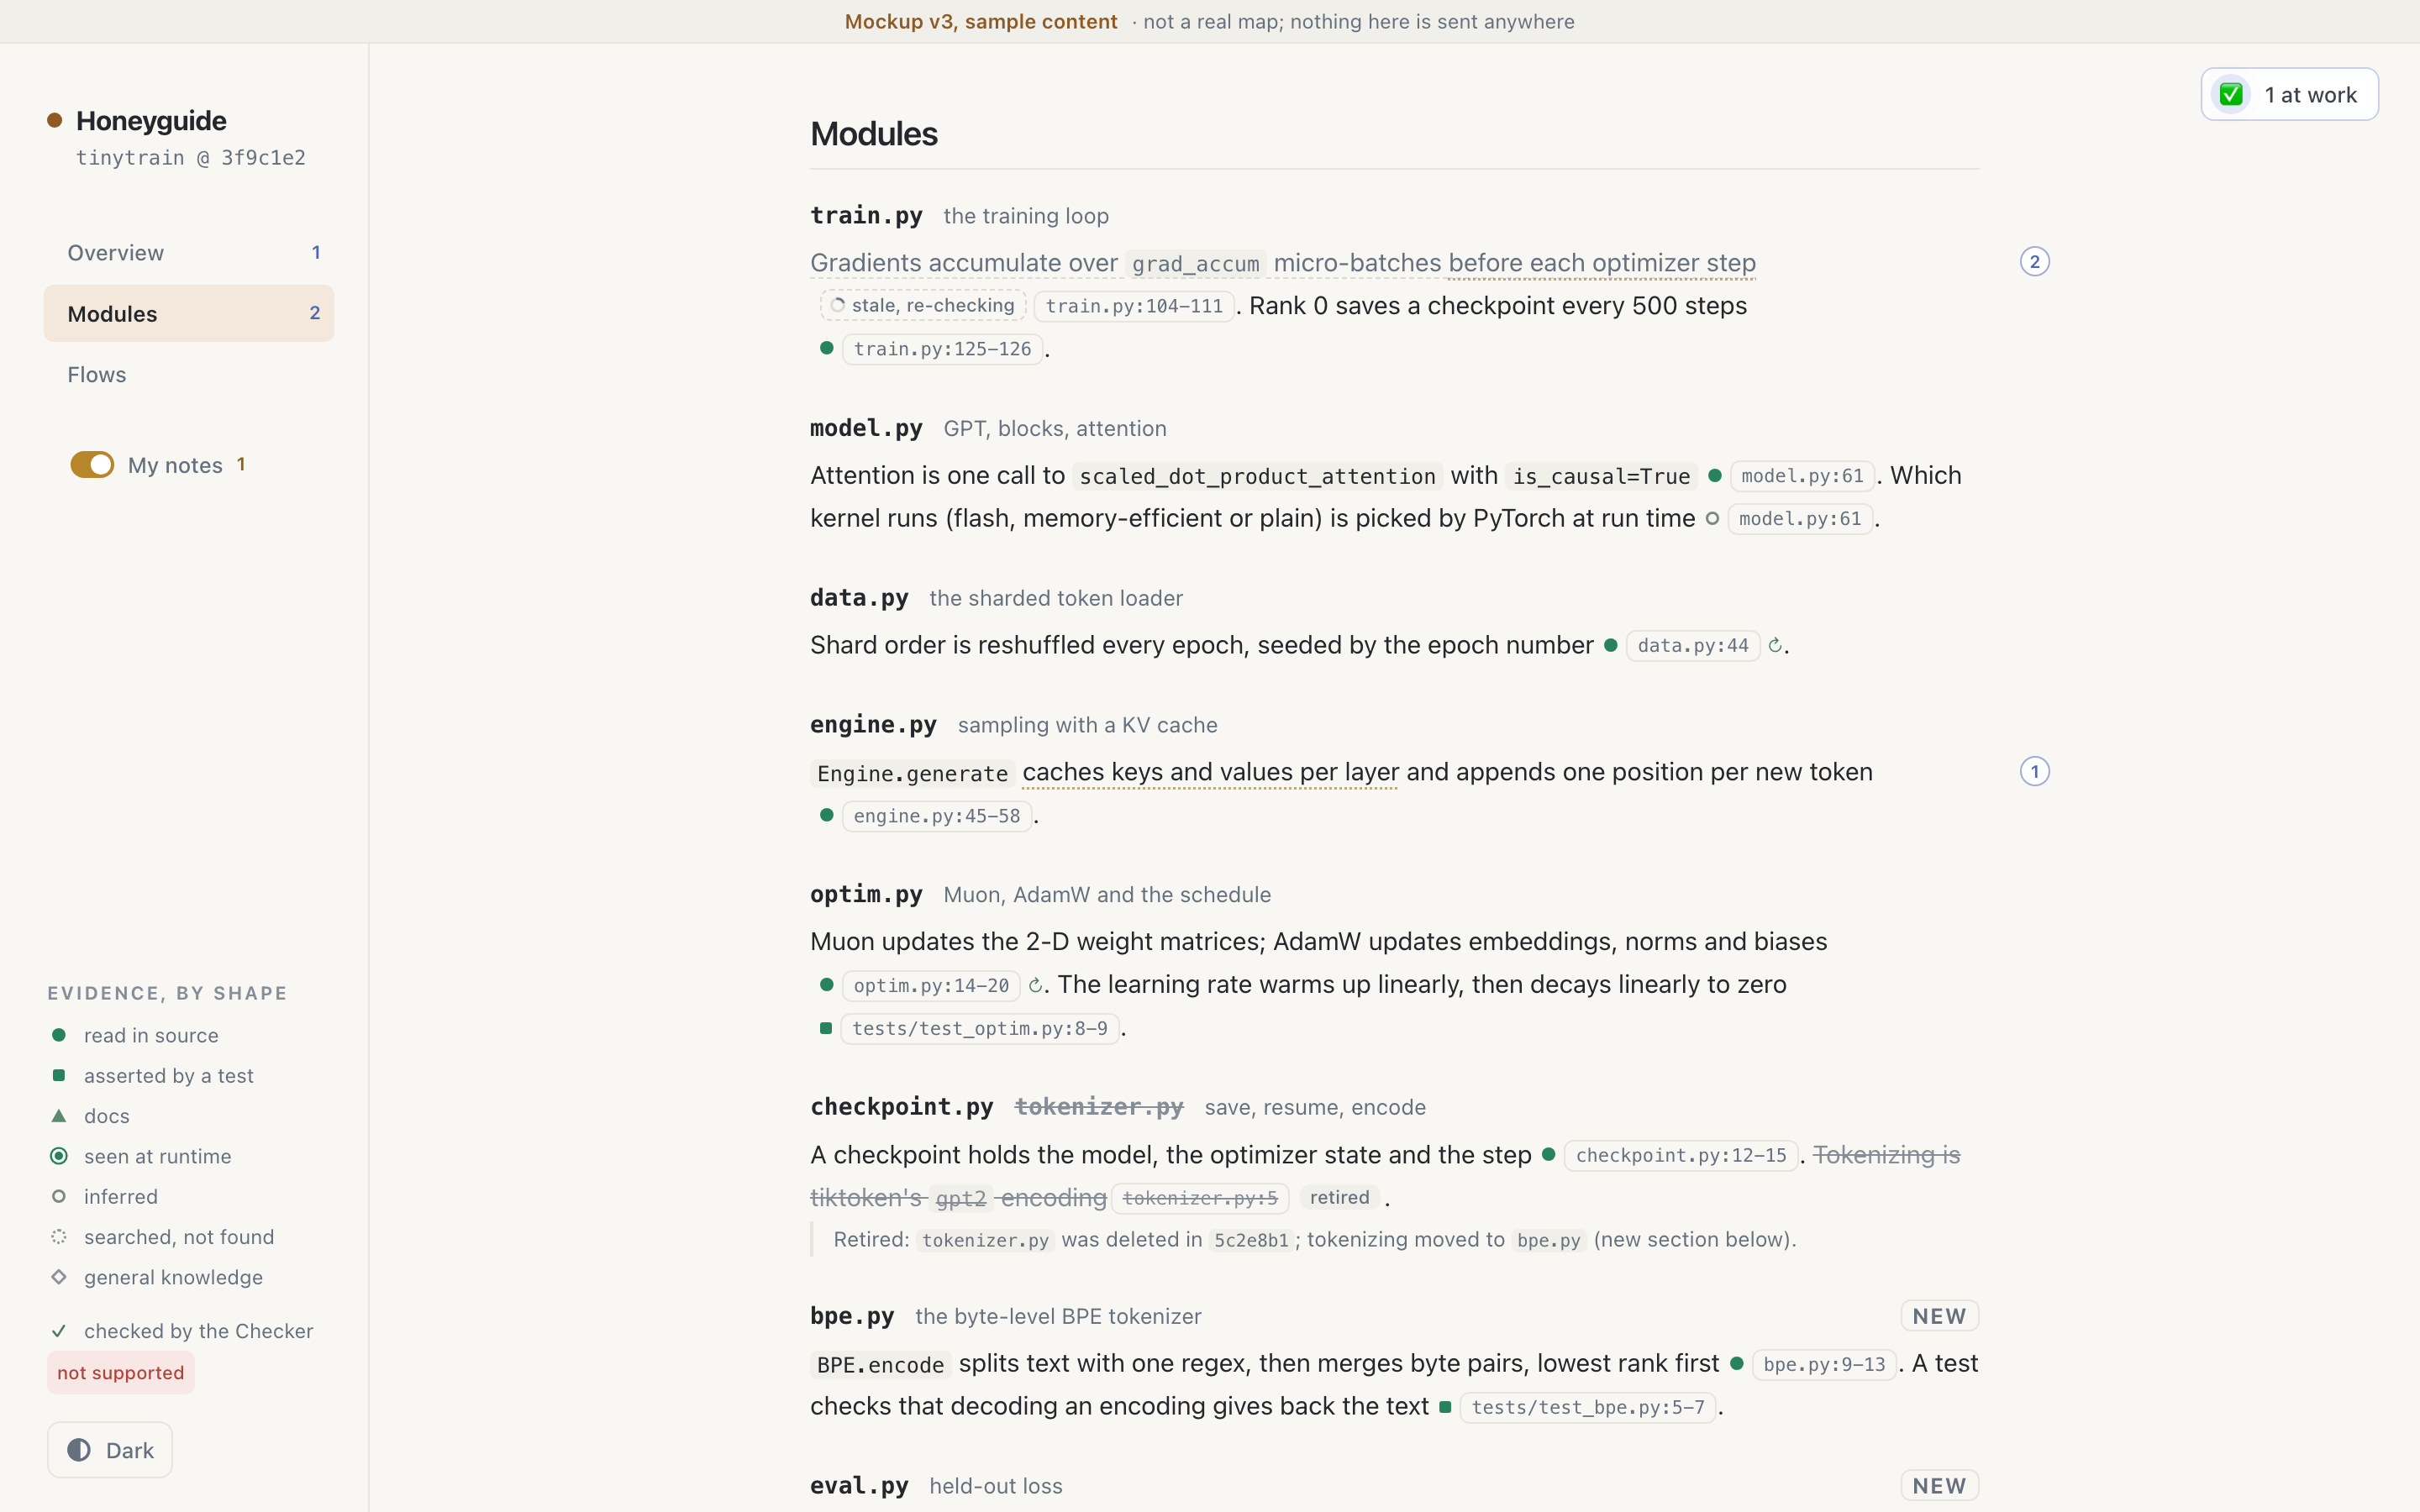 Mockup v3, sample content · not a real map; nothing here is sent anywhere
Honeyguide
tinytrain @ 3f9c1e2
Overview 1
Modules 2
Flows
My notes 1
EVIDENCE, BY SHAPE
read in source
asserted by a test
docs
seen at runtime
inferred
searched, not found
general knowledge
checked by the Checker
not supported
Dark
1 at work
Modules
train.py the training loop
Gradients accumulate over grad_accum micro-batches before each optimizer step 2
stale, re-checking train.py:104–111. Rank 0 saves a checkpoint every 500 steps
train.py:125–126.
model.py GPT, blocks, attention
Attention is one call to scaled_dot_product_attention with is_causal=True model.py:61. Which
kernel runs (flash, memory-efficient or plain) is picked by PyTorch at run time model.py:61.
data.py the sharded token loader
Shard order is reshuffled every epoch, seeded by the epoch number data.py:44 ↻.
engine.py sampling with a KV cache
Engine.generate caches keys and values per layer and appends one position per new token 1
engine.py:45–58.
optim.py Muon, AdamW and the schedule
Muon updates the 2-D weight matrices; AdamW updates embeddings, norms and biases
optim.py:14–20 ↻. The learning rate warms up linearly, then decays linearly to zero
tests/test_optim.py:8–9.
checkpoint.py tokenizer.py save, resume, encode
A checkpoint holds the model, the optimizer state and the step checkpoint.py:12–15. Tokenizing is
tiktoken's gpt2 encoding tokenizer.py:5 retired.
Retired: tokenizer.py was deleted in 5c2e8b1; tokenizing moved to bpe.py (new section below).
bpe.py the byte-level BPE tokenizer NEW
BPE.encode splits text with one regex, then merges byte pairs, lowest rank first bpe.py:9–13. A test
checks that decoding an encoding gives back the text tests/test_bpe.py:5–7.
eval.py held-out loss NEW